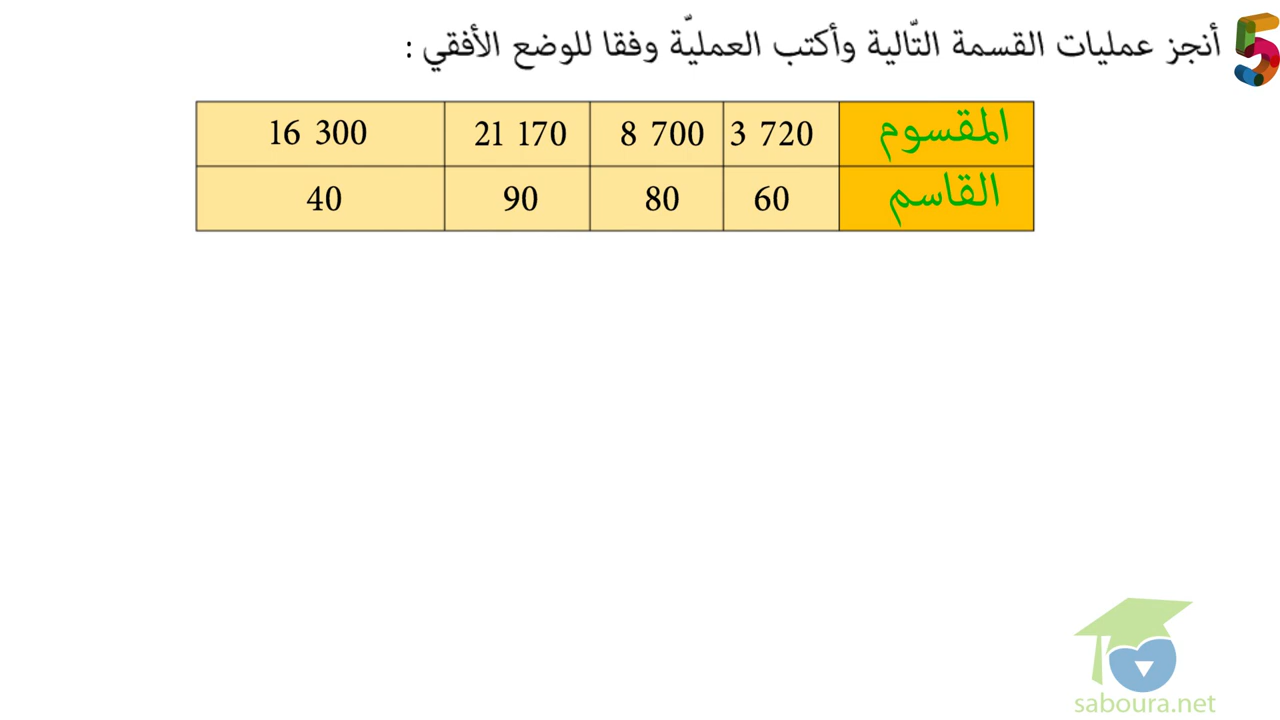 5 أنجز عمليات القسمة التّالية وأكتب العمليّة وفقا للوضع الأفقي :
المقسوم 3 720 8 700 21 170 16 300
القاسم 60 80 90 40
saboura.net